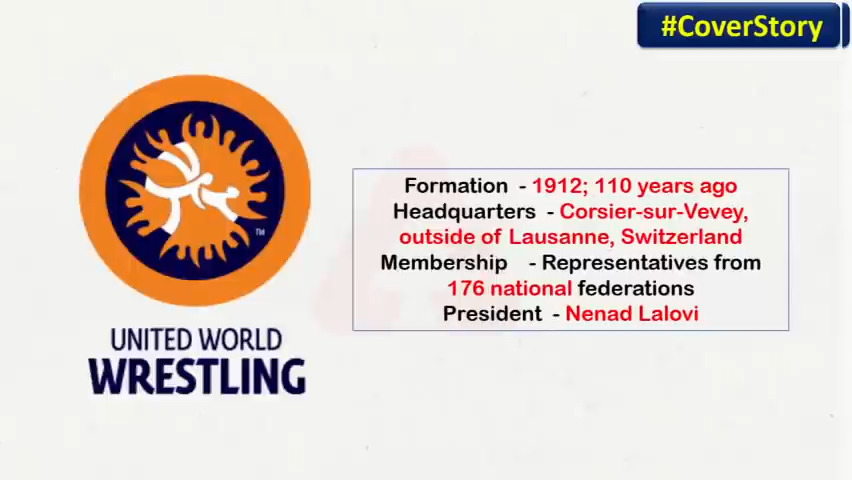 #CoverStory
Formation - 1912; 110 years ago
Headquarters - Corsier-sur-Vevey,
outside of Lausanne, Switzerland
Membership - Representatives from
176 national federations
President - Nenad Lalovi
TM
UNITED WORLD
WRESTLING